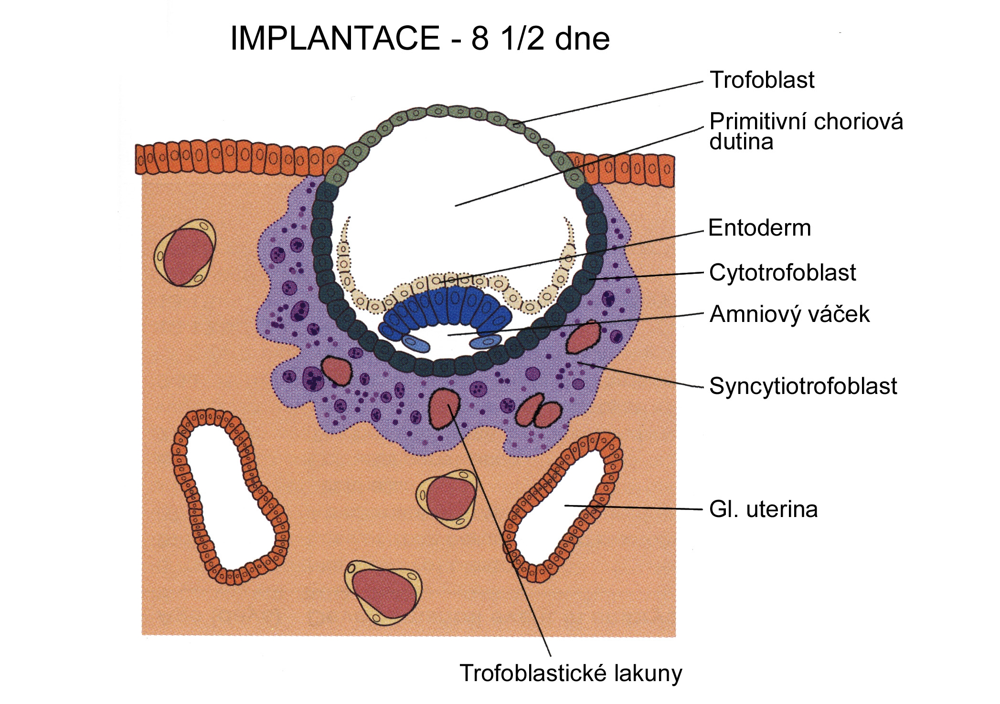 IMPLANTACE - 8 1/2 dne
Trofoblast
Primitivní choriová
dutina
Entoderm
Cytotrofoblast
Amniový váček
Syncytiotrofoblast
Gl. uterina
Trofoblastické lakuny